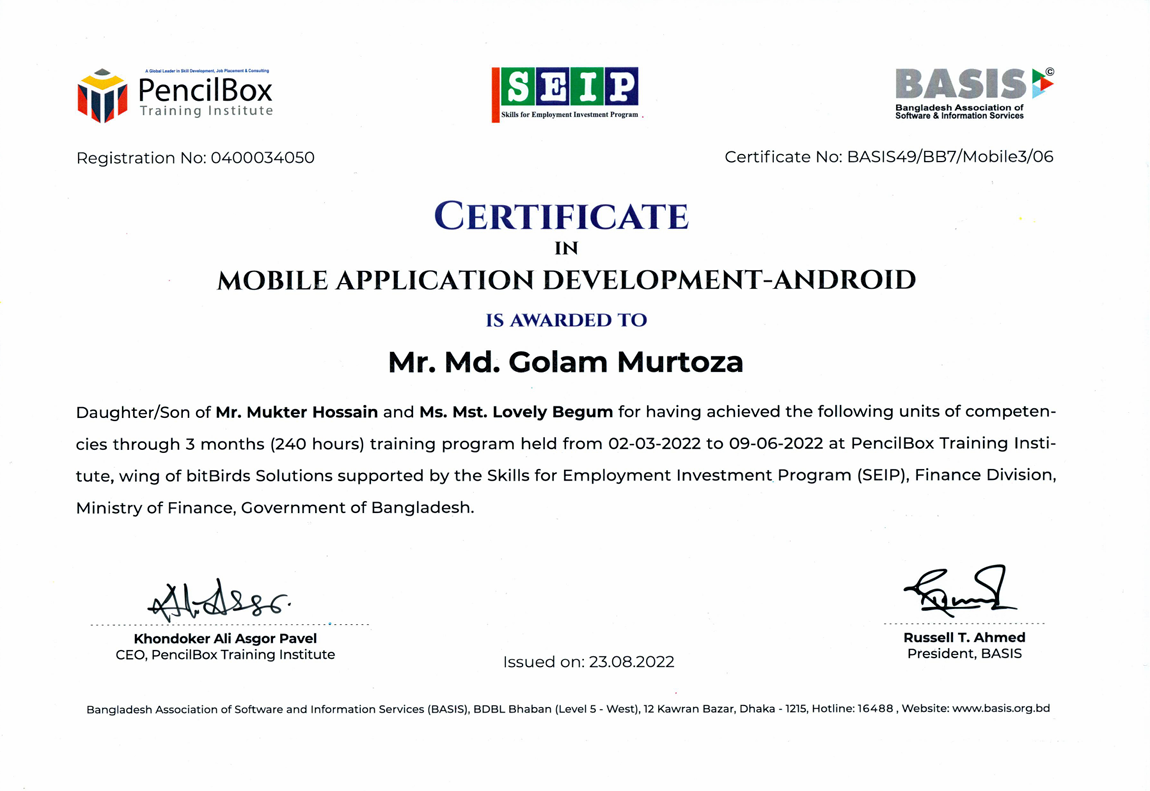 A Global Leader in Skill Development, Job Placement & Consulting
PencilBox
Training Institute
SEIP
Skills for Employment Investment Program .
BASIS ©
Bangladesh Association of
Software & Information Services
Registration No: 0400034050
Certificate No: BASIS49/BB7/Mobile3/06
CERTIFICATE
IN
MOBILE APPLICATION DEVELOPMENT-ANDROID
IS AWARDED TO
Mr. Md. Golam Murtoza
Daughter/Son of Mr. Mukter Hossain and Ms. Mst. Lovely Begum for having achieved the following units of competen-
cies through 3 months (240 hours) training program held from 02-03-2022 to 09-06-2022 at PencilBox Training Insti-
tute, wing of bitBirds Solutions supported by the Skills for Employment Investment Program (SEIP), Finance Division,
Ministry of Finance, Government of Bangladesh.
Khondoker Ali Asgor Pavel
CEO, PencilBox Training Institute
Issued on: 23.08.2022
Russell T. Ahmed
President, BASIS
Bangladesh Association of Software and Information Services (BASIS), BDBL Bhaban (Level 5 - West), 12 Kawran Bazar, Dhaka - 1215, Hotline: 16488 , Website: www.basis.org.bd